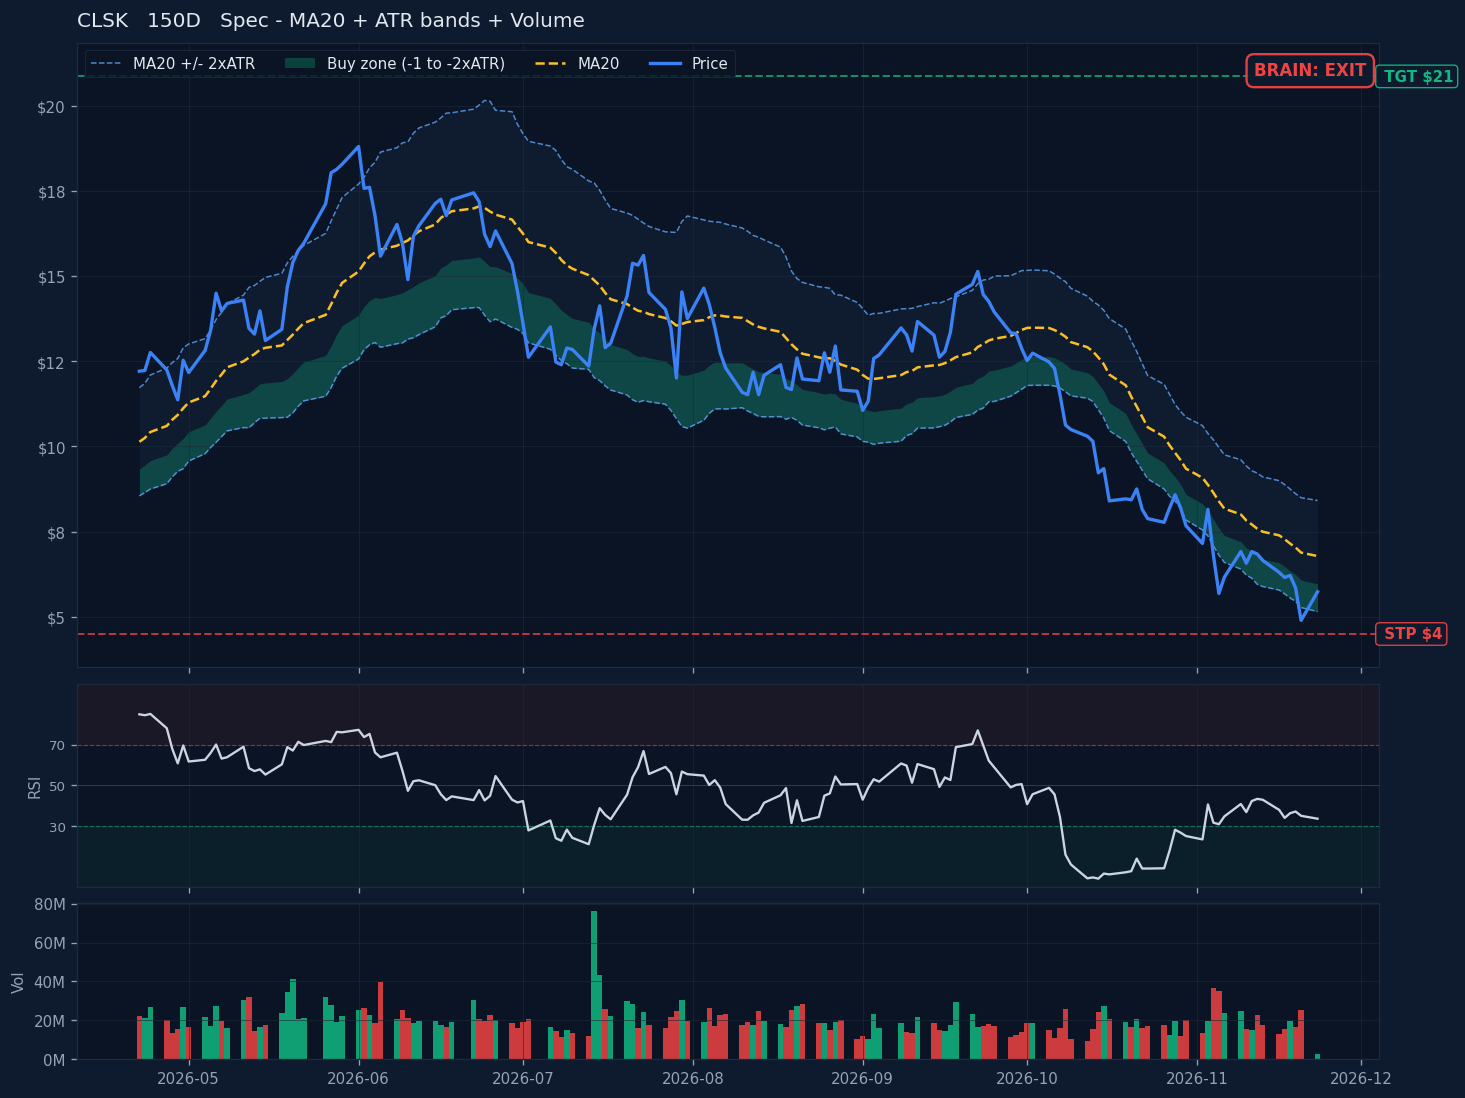 CLSK   150D   Spec - MA20 + ATR bands + Volume
MA20 +/- 2xATR
Buy zone (-1 to -2xATR)
MA20
Price
BRAIN: EXIT
TGT $21
$20
$18
$15
$12
$10
$8
$5
STP $4
70
50
30
RSI
80M
60M
40M
20M
0M
Vol
2026-05
2026-06
2026-07
2026-08
2026-09
2026-10
2026-11
2026-12